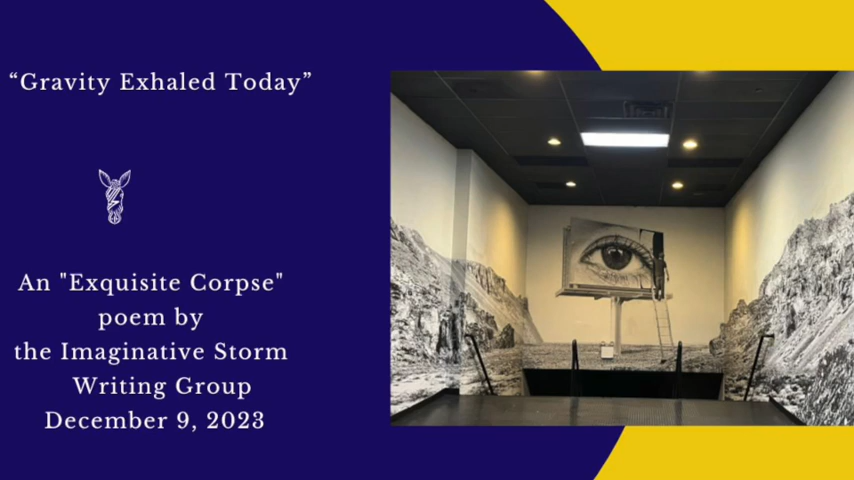 “Gravity Exhaled Today”
An "Exquisite Corpse"
poem by
the Imaginative Storm
Writing Group
December 9, 2023